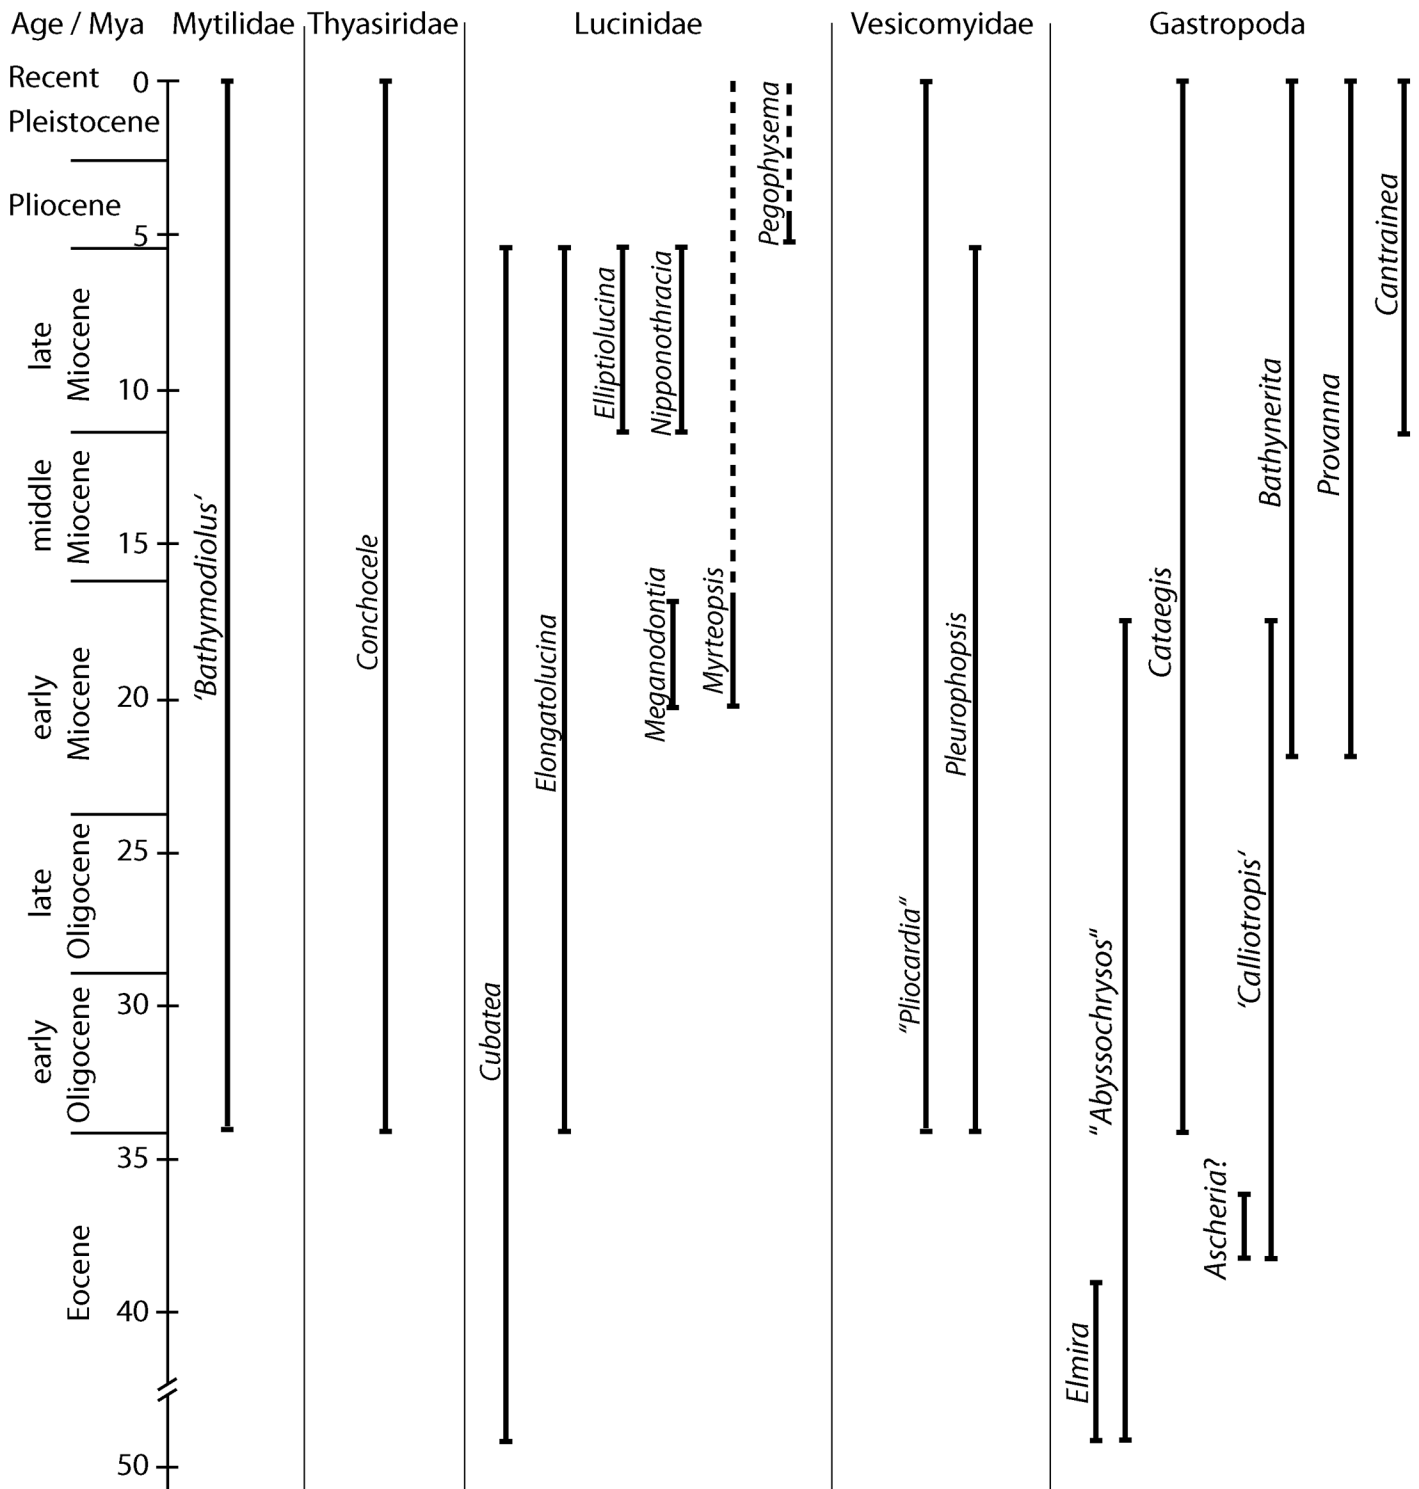 Age / Mya Mytilidae Thyasiridae Lucinidae Vesicomyidae Gastropoda
Recent 0
Pleistocene
Pliocene
5
late
Miocene
10
middle
Miocene
15
early
Miocene
20
late
Oligocene
25
early
Oligocene
30
35
Eocene
40
50
'Bathymodiolus'
Conchocele
Cubatea
Elongatolucina
Elliptiolucina
Nipponothracia
Meganodontia
Myrteopsis
Pegophysema
"Pliocardia"
Pleurophopsis
Elmira
"Abyssochrysos"
Cataegis
Ascheria?
'Calliotropis'
Bathynerita
Provanna
Cantrainea